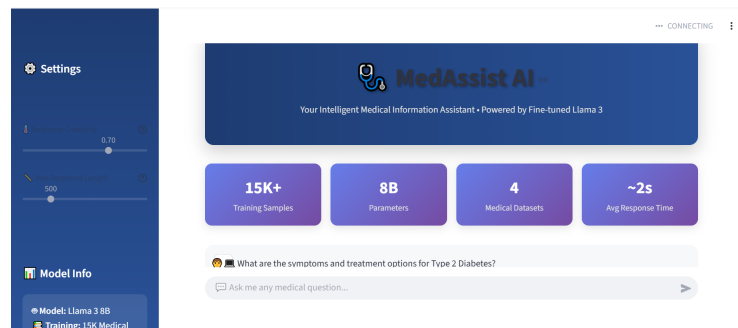 CONNECTING
Settings
0.70
500
Model Info
Model: Llama 3 8B
Training: 15K Medical
MedAssist AI
Your Intelligent Medical Information Assistant • Powered by Fine-tuned Llama 3
15K+
Training Samples
8B
Parameters
4
Medical Datasets
~2s
Avg Response Time
What are the symptoms and treatment options for Type 2 Diabetes?
Ask me any medical question...